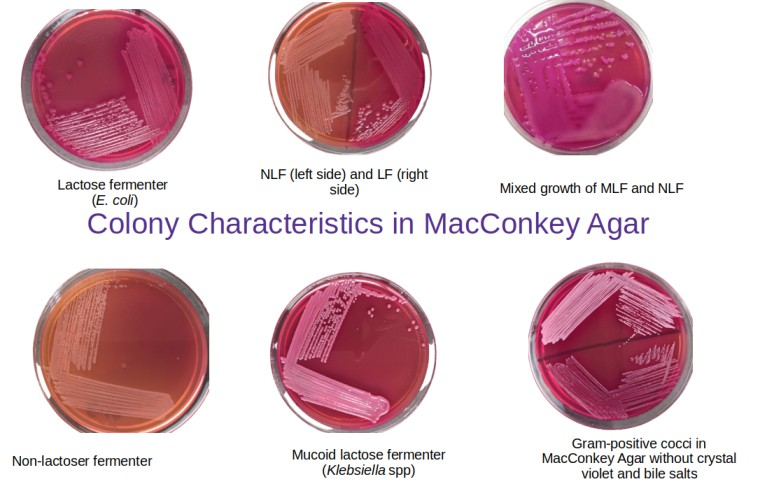 Lactose fermenter
(E. coli)
NLF (left side) and LF (right
side)
Mixed growth of MLF and NLF
Colony Characteristics in MacConkey Agar
Non-lactoser fermenter
Mucoid lactose fermenter
(Klebsiella spp)
Gram-positive cocci in
MacConkey Agar without crystal
violet and bile salts